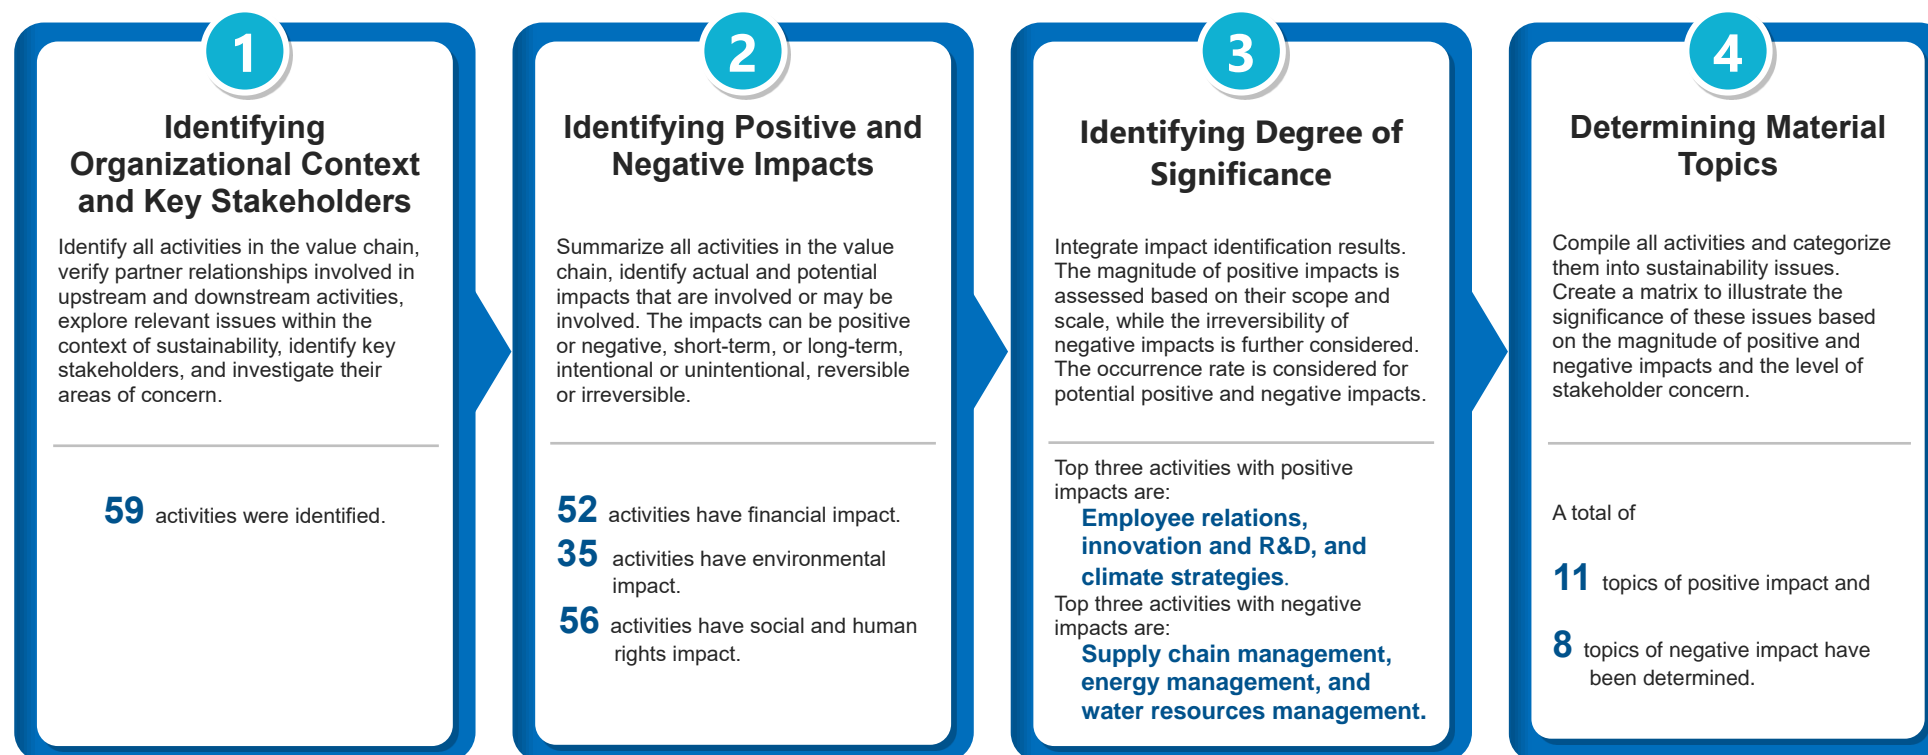 1
Identifying
Organizational Context
and Key Stakeholders
Identify all activities in the value chain,
verify partner relationships involved in
upstream and downstream activities,
explore relevant issues within the
context of sustainability, identify key
stakeholders, and investigate their
areas of concern.
59 activities were identified.
2
Identifying Positive and
Negative Impacts
Summarize all activities in the value
chain, identify actual and potential
impacts that are involved or may be
involved. The impacts can be positive
or negative, short-term, or long-term,
intentional or unintentional, reversible
or irreversible.
52 activities have financial impact.
35 activities have environmental
impact.
56 activities have social and human
rights impact.
3
Identifying Degree of
Significance
Integrate impact identification results.
The magnitude of positive impacts is
assessed based on their scope and
scale, while the irreversibility of
negative impacts is further considered.
The occurrence rate is considered for
potential positive and negative impacts.
Top three activities with positive
impacts are:
Employee relations,
innovation and R&D, and
climate strategies.
Top three activities with negative
impacts are:
Supply chain management,
energy management, and
water resources management.
4
Determining Material
Topics
Compile all activities and categorize
them into sustainability issues.
Create a matrix to illustrate the
significance of these issues based
on the magnitude of positive and
negative impacts and the level of
stakeholder concern.
A total of
11 topics of positive impact and
8 topics of negative impact have
been determined.